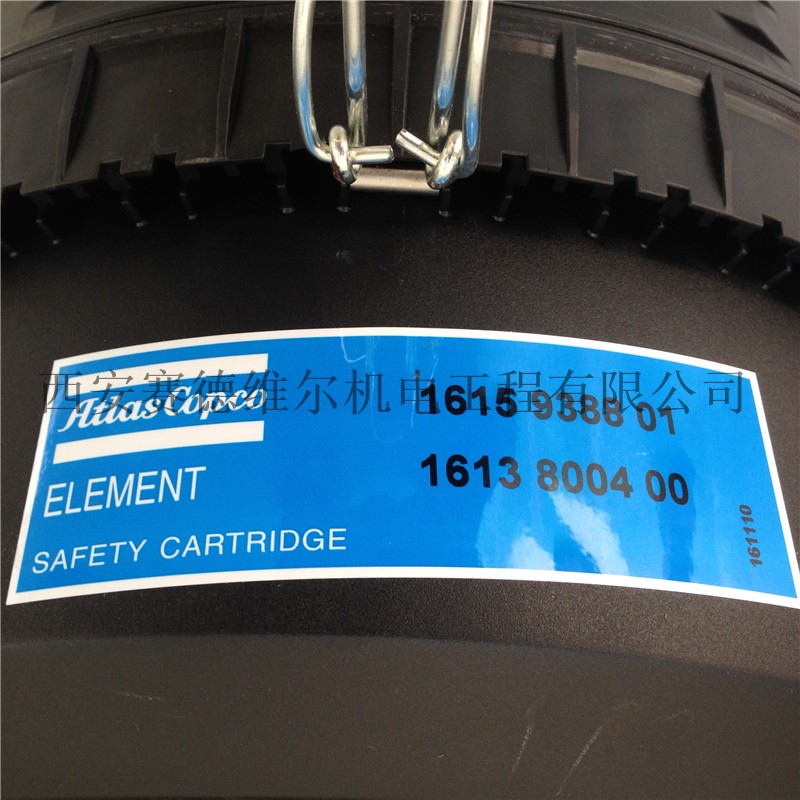 西安赛德维尔机电工程有限公司
Atlas Copco
1615 9388 01
ELEMENT
1613 8004 00
SAFETY CARTRIDGE
161110